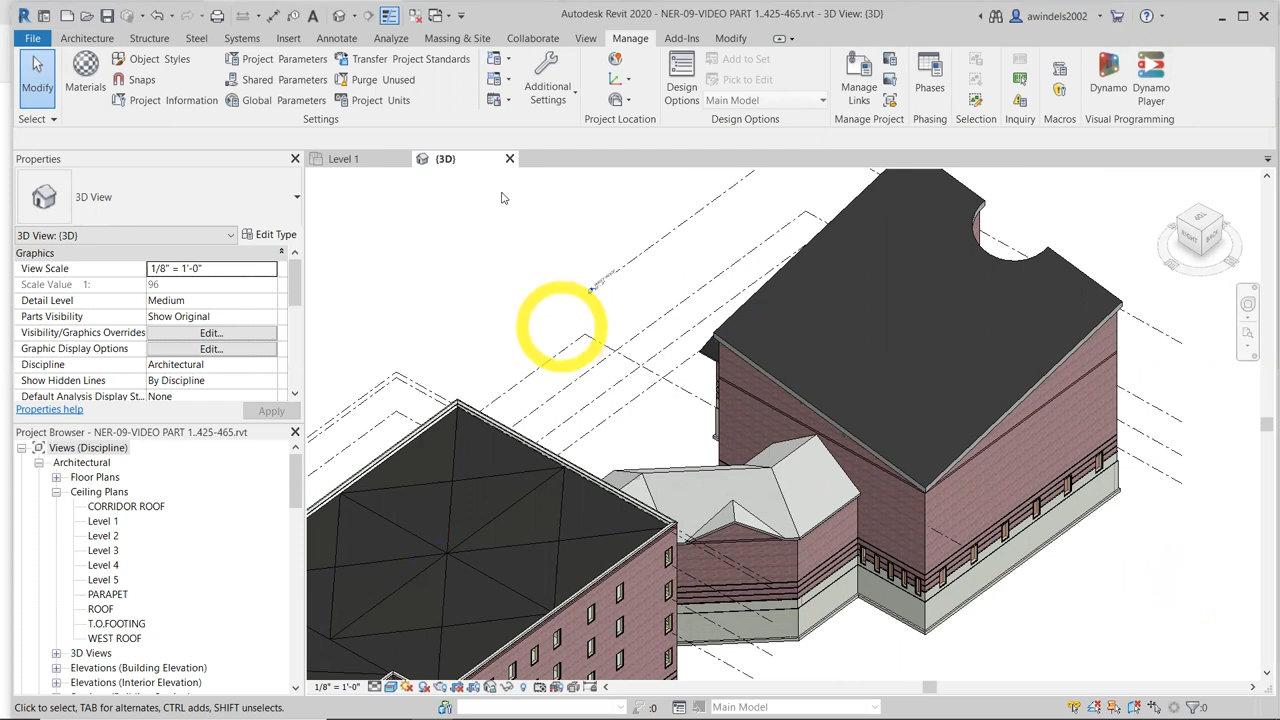 Autodesk Revit 2020 - NER-09-VIDEO PART 1..425-465.rvt - 3D View: {3D}
awindels2002
File Architecture Structure Steel Systems Insert Annotate Analyze Massing & Site Collaborate View Manage Add-Ins Modify
Object Styles Project Parameters Transfer Project Standards Add to Set
Snaps Shared Parameters Purge Unused Pick to Edit
Modify Materials Additional Settings Design Options Manage Links Phases Dynamo Dynamo Player
Project Information Global Parameters Project Units Main Model
Select Settings Project Location Design Options Manage Project Phasing Selection Inquiry Macros Visual Programming
Properties Level 1 {3D}
3D View
3D View: {3D} Edit Type
Graphics
View Scale 1/8" = 1'-0"
Scale Value 1: 96
Detail Level Medium
Parts Visibility Show Original
Visibility/Graphics Overrides Edit...
Graphic Display Options Edit...
Discipline Architectural
Show Hidden Lines By Discipline
Default Analysis Display St... None
Properties help Apply
Project Browser - NER-09-VIDEO PART 1..425-465.rvt
Views (Discipline)
Architectural
Floor Plans
Ceiling Plans
CORRIDOR ROOF
Level 1
Level 2
Level 3
Level 4
Level 5
PARAPET
ROOF
T.O.FOOTING
WEST ROOF
3D Views
Elevations (Building Elevation)
Elevations (Interior Elevation)
1/8" = 1'-0"
Click to select, TAB for alternates, CTRL adds, SHIFT unselects. :0 Main Model :0
TOP
RIGHT BACK